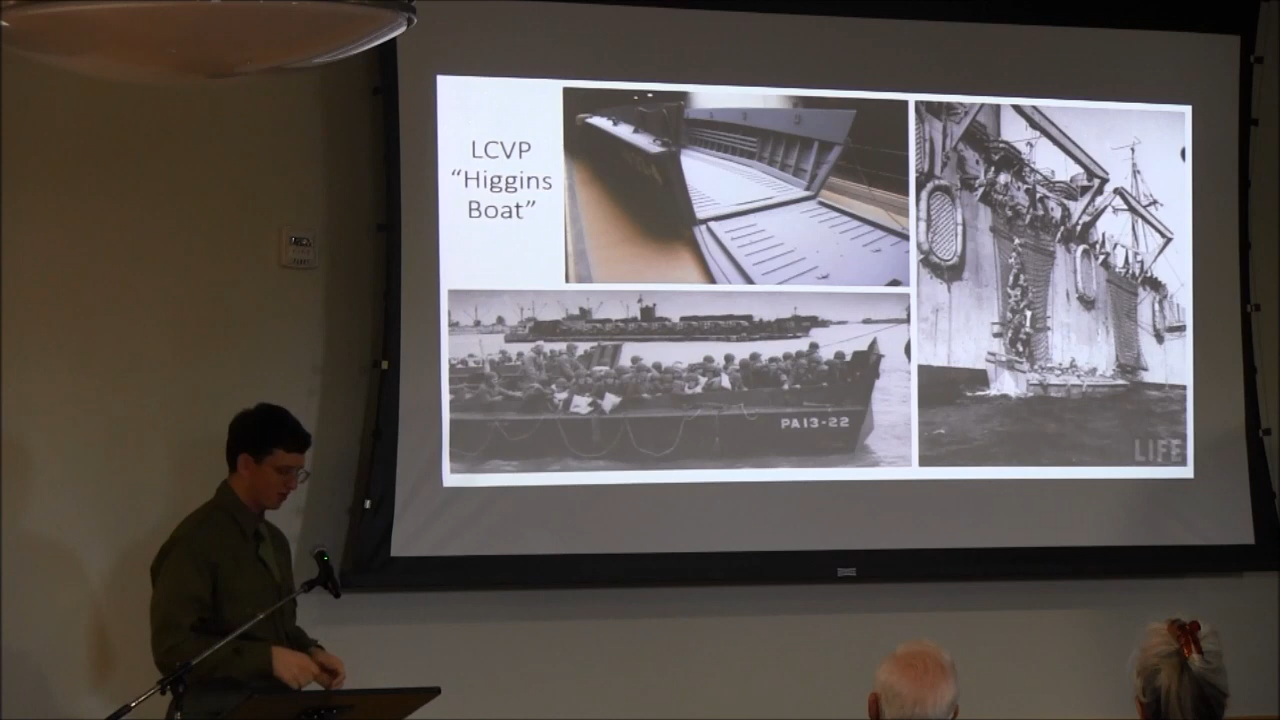 LCVP
“Higgins
Boat”
PA13-22
LIFE